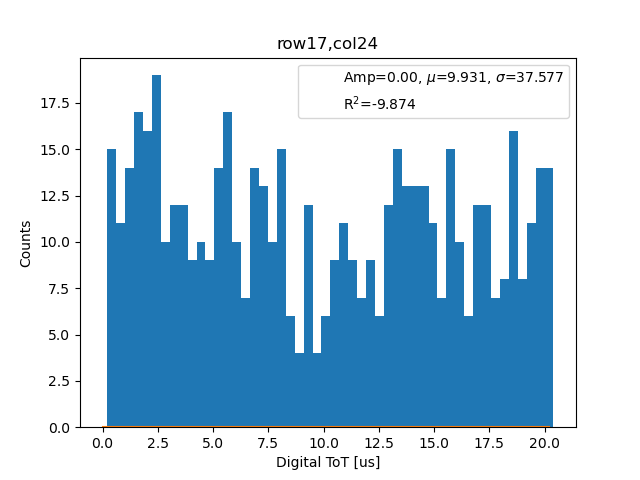 row17,col24
Amp=0.00, μ=9.931, σ=37.577
R²=-9.874
17.5
15.0
12.5
10.0
7.5
5.0
2.5
0.0
Counts
0.0 2.5 5.0 7.5 10.0 12.5 15.0 17.5 20.0
Digital ToT [us]